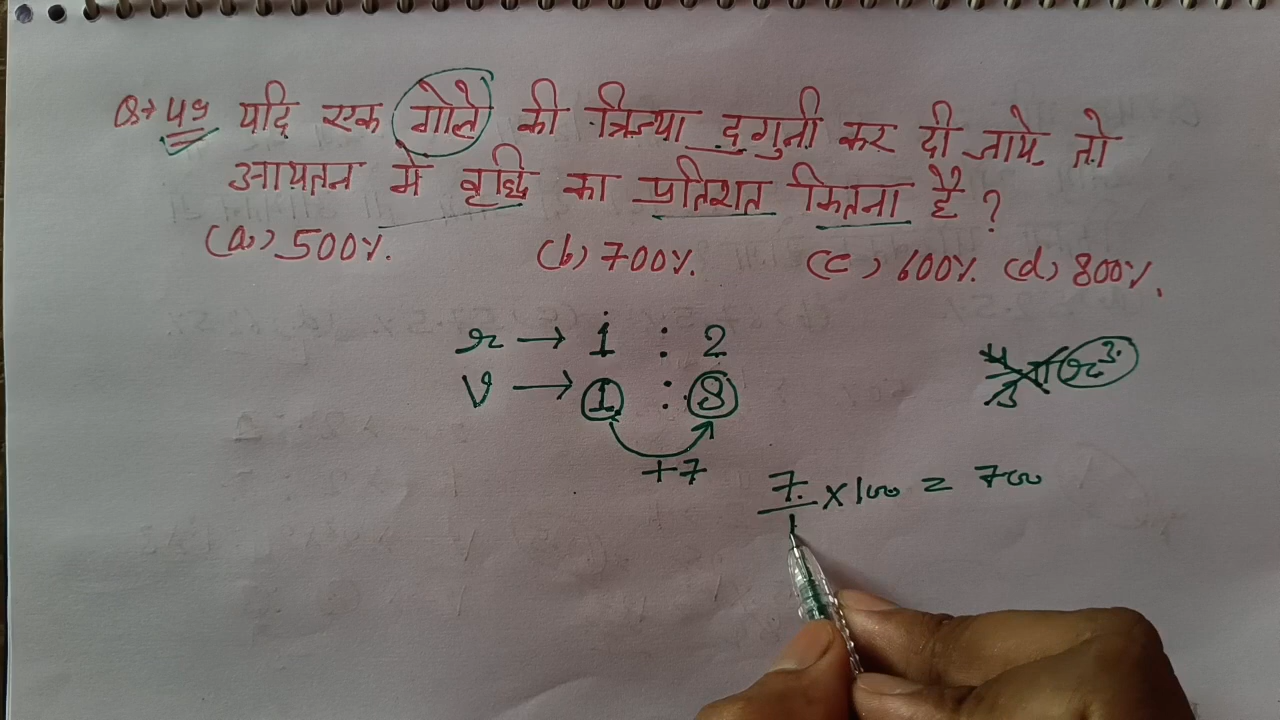 Q→ 49 यदि एक गोले की त्रिज्या दुगुनी कर दी जाये तो
आयतन में वृद्धि का प्रतिशत कितना है ?
(a) 500%. (b) 700%. (c) 600%. (d) 800%.
r → 1 : 2
V → 1 : 8
4/3 πr³
+7
7/1 × 100 = 700